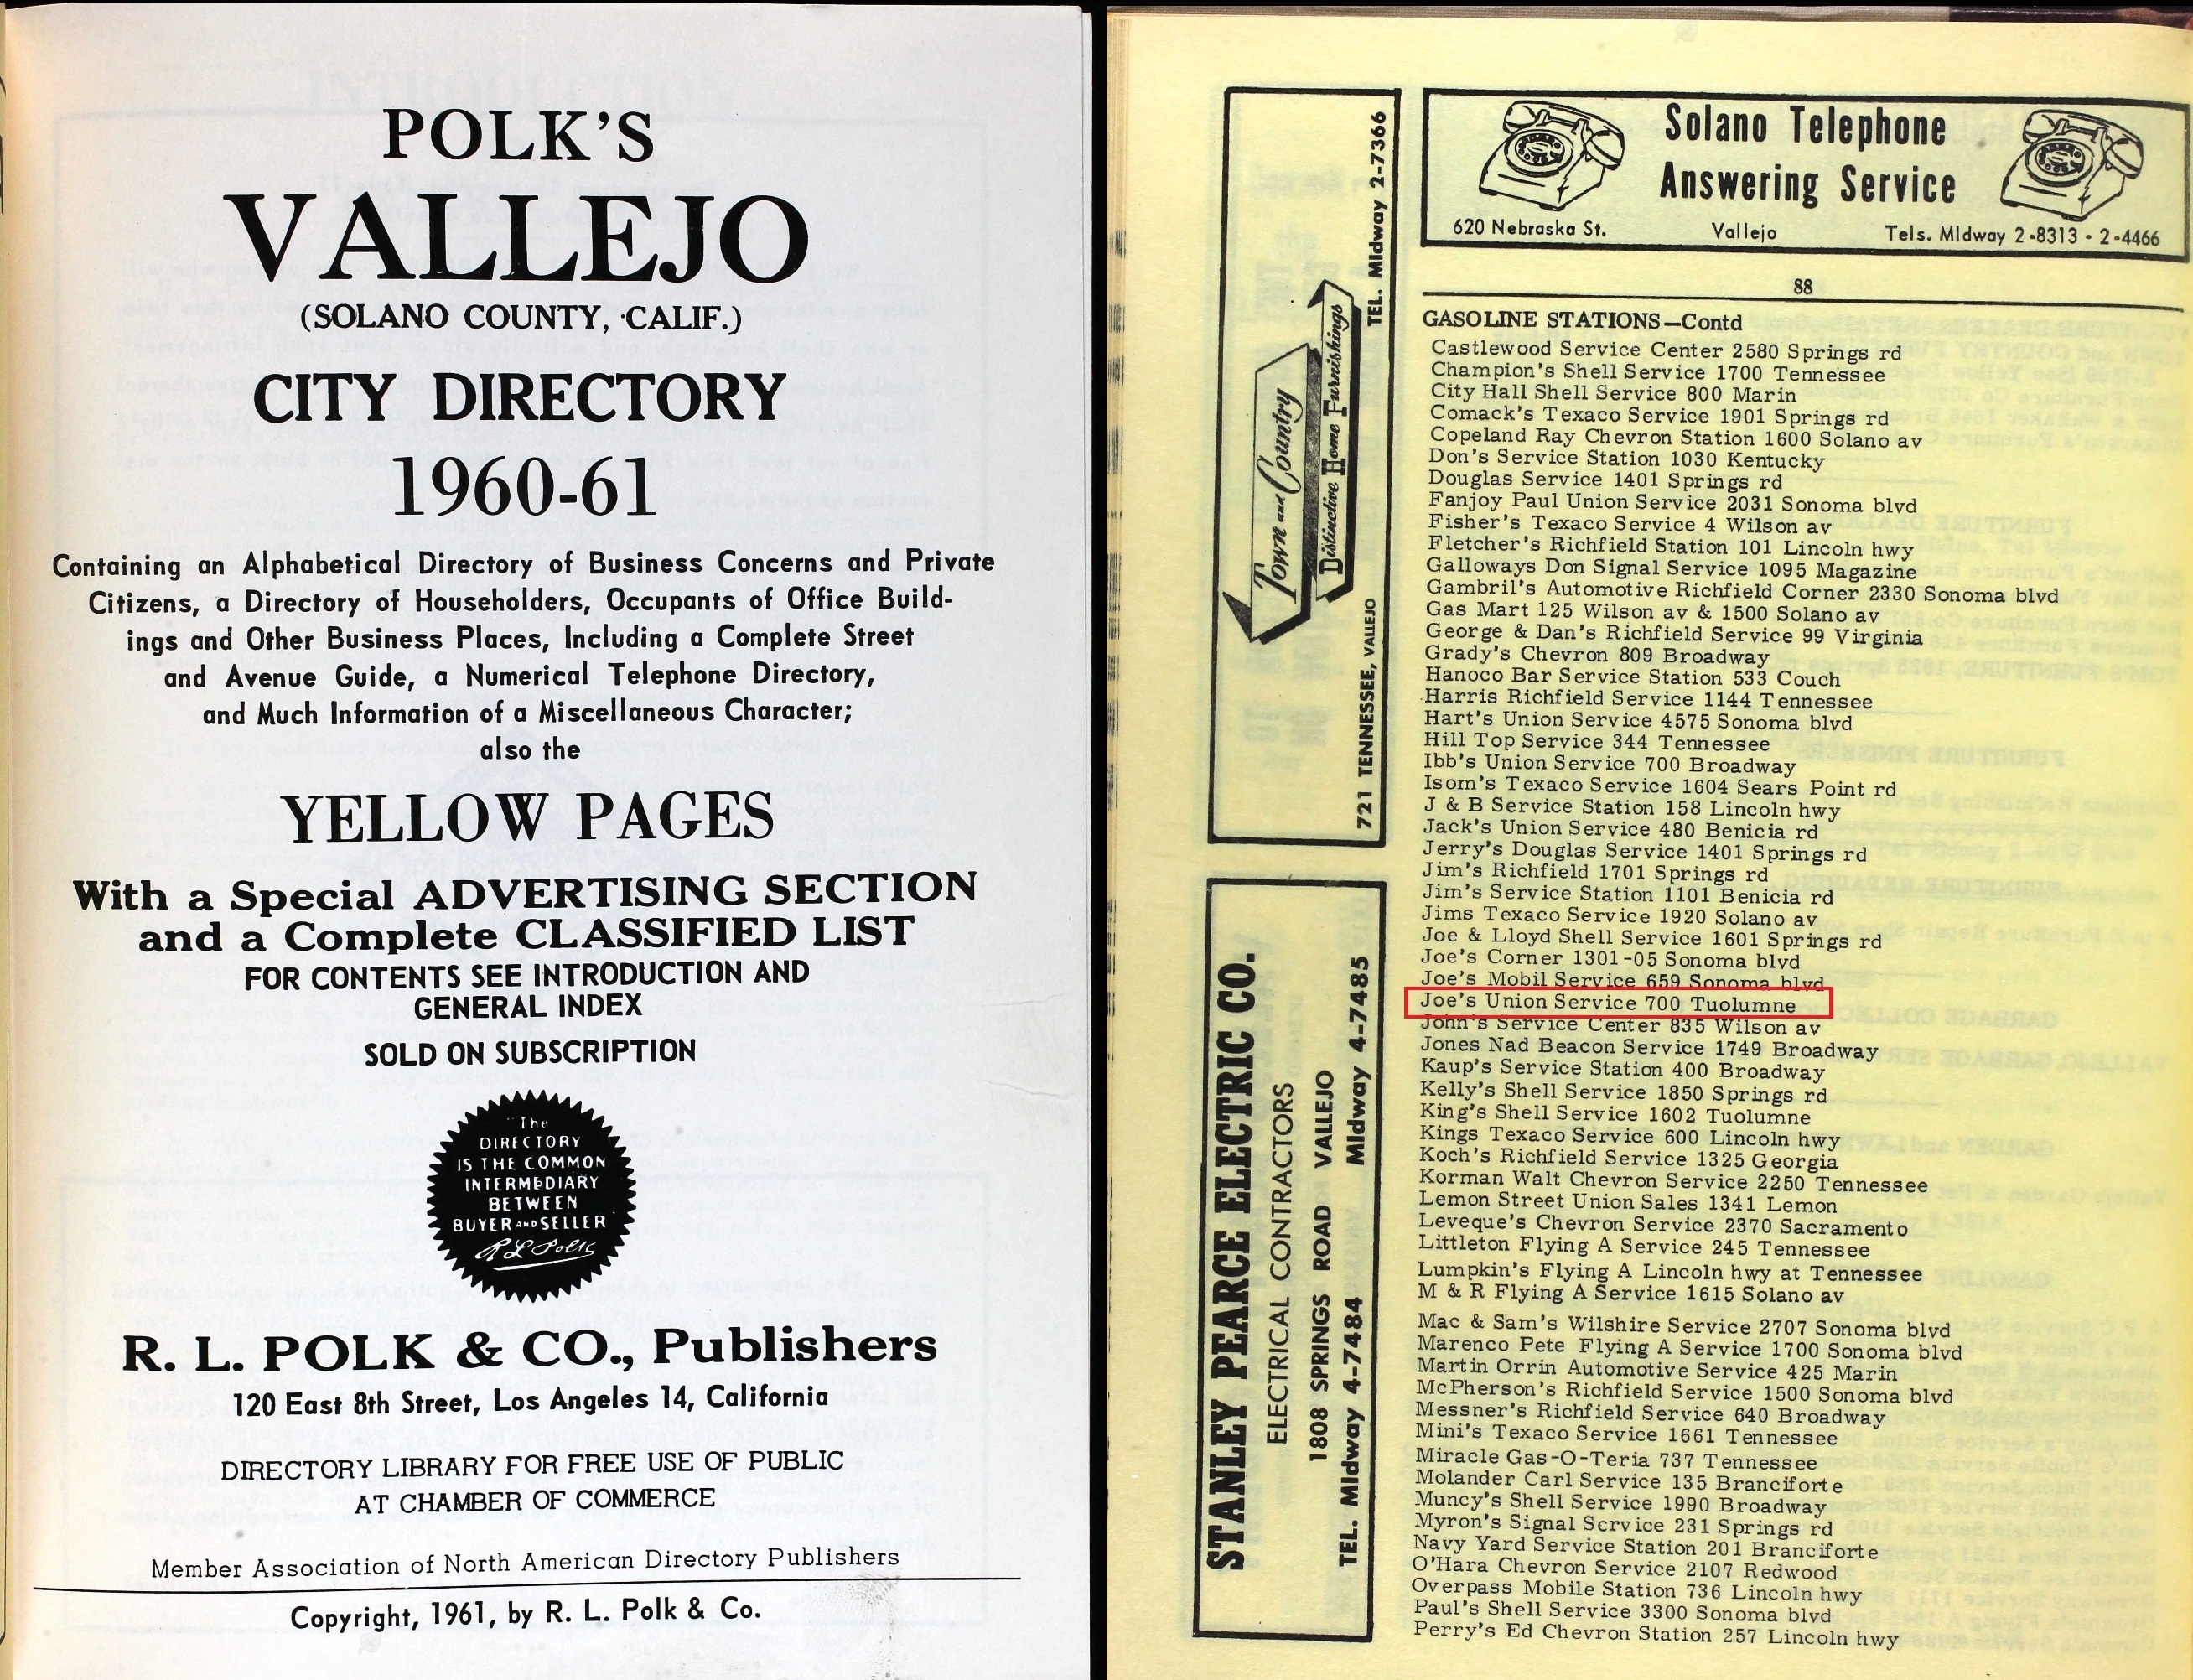 POLK'S
VALLEJO
(SOLANO COUNTY, CALIF.)
CITY DIRECTORY
1960-61
Containing an Alphabetical Directory of Business Concerns and Private
Citizens, a Directory of Householders, Occupants of Office Build-
ings and Other Business Places, Including a Complete Street
and Avenue Guide, a Numerical Telephone Directory,
and Much Information of a Miscellaneous Character;
also the
YELLOW PAGES
With a Special ADVERTISING SECTION
and a Complete CLASSIFIED LIST
FOR CONTENTS SEE INTRODUCTION AND
GENERAL INDEX
SOLD ON SUBSCRIPTION
The
DIRECTORY
IS THE COMMON
INTERMEDIARY
BETWEEN
BUYER AND SELLER
R L Polk
R. L. POLK & CO., Publishers
120 East 8th Street, Los Angeles 14, California
DIRECTORY LIBRARY FOR FREE USE OF PUBLIC
AT CHAMBER OF COMMERCE
Member Association of North American Directory Publishers
Copyright, 1961, by R. L. Polk & Co.
Town and Country
Distinctive Home Furnishings
721 TENNESSEE, VALLEJO TEL. MIdway 2-7366
STANLEY PEARCE ELECTRIC CO.
ELECTRICAL CONTRACTORS
1808 SPRINGS ROAD VALLEJO
TEL. MIdway 4-7484 MIdway 4-7485
Solano Telephone
Answering Service
620 Nebraska St. Vallejo Tels. MIdway 2-8313 - 2-4466
88
GASOLINE STATIONS—Contd
Castlewood Service Center 2580 Springs rd
Champion's Shell Service 1700 Tennessee
City Hall Shell Service 800 Marin
Comack's Texaco Service 1901 Springs rd
Copeland Ray Chevron Station 1600 Solano av
Don's Service Station 1030 Kentucky
Douglas Service 1401 Springs rd
Fanjoy Paul Union Service 2031 Sonoma blvd
Fisher's Texaco Service 4 Wilson av
Fletcher's Richfield Station 101 Lincoln hwy
Galloways Don Signal Service 1095 Magazine
Gambril's Automotive Richfield Corner 2330 Sonoma blvd
Gas Mart 125 Wilson av & 1500 Solano av
George & Dan's Richfield Service 99 Virginia
Grady's Chevron 809 Broadway
Hanoco Bar Service Station 533 Couch
Harris Richfield Service 1144 Tennessee
Hart's Union Service 4575 Sonoma blvd
Hill Top Service 344 Tennessee
Ibb's Union Service 700 Broadway
Isom's Texaco Service 1604 Sears Point rd
J & B Service Station 158 Lincoln hwy
Jack's Union Service 480 Benicia rd
Jerry's Douglas Service 1401 Springs rd
Jim's Richfield 1701 Springs rd
Jim's Service Station 1101 Benicia rd
Jims Texaco Service 1920 Solano av
Joe & Lloyd Shell Service 1601 Springs rd
Joe's Corner 1301-05 Sonoma blvd
Joe's Mobil Service 659 Sonoma blvd
Joe's Union Service 700 Tuolumne
John's Service Center 835 Wilson av
Jones Nad Beacon Service 1749 Broadway
Kaup's Service Station 400 Broadway
Kelly's Shell Service 1850 Springs rd
King's Shell Service 1602 Tuolumne
Kings Texaco Service 600 Lincoln hwy
Koch's Richfield Service 1325 Georgia
Korman Walt Chevron Service 2250 Tennessee
Lemon Street Union Sales 1341 Lemon
Leveque's Chevron Service 2370 Sacramento
Littleton Flying A Service 245 Tennessee
Lumpkin's Flying A Lincoln hwy at Tennessee
M & R Flying A Service 1615 Solano av
Mac & Sam's Wilshire Service 2707 Sonoma blvd
Marenco Pete Flying A Service 1700 Sonoma blvd
Martin Orrin Automotive Service 425 Marin
McPherson's Richfield Service 1500 Sonoma blvd
Messner's Richfield Service 640 Broadway
Mini's Texaco Service 1661 Tennessee
Miracle Gas-O-Teria 737 Tennessee
Molander Carl Service 135 Branciforte
Muncy's Shell Service 1990 Broadway
Myron's Signal Service 231 Springs rd
Navy Yard Service Station 201 Branciforte
O'Hara Chevron Service 2107 Redwood
Overpass Mobile Station 736 Lincoln hwy
Paul's Shell Service 3300 Sonoma blvd
Perry's Ed Chevron Station 257 Lincoln hwy